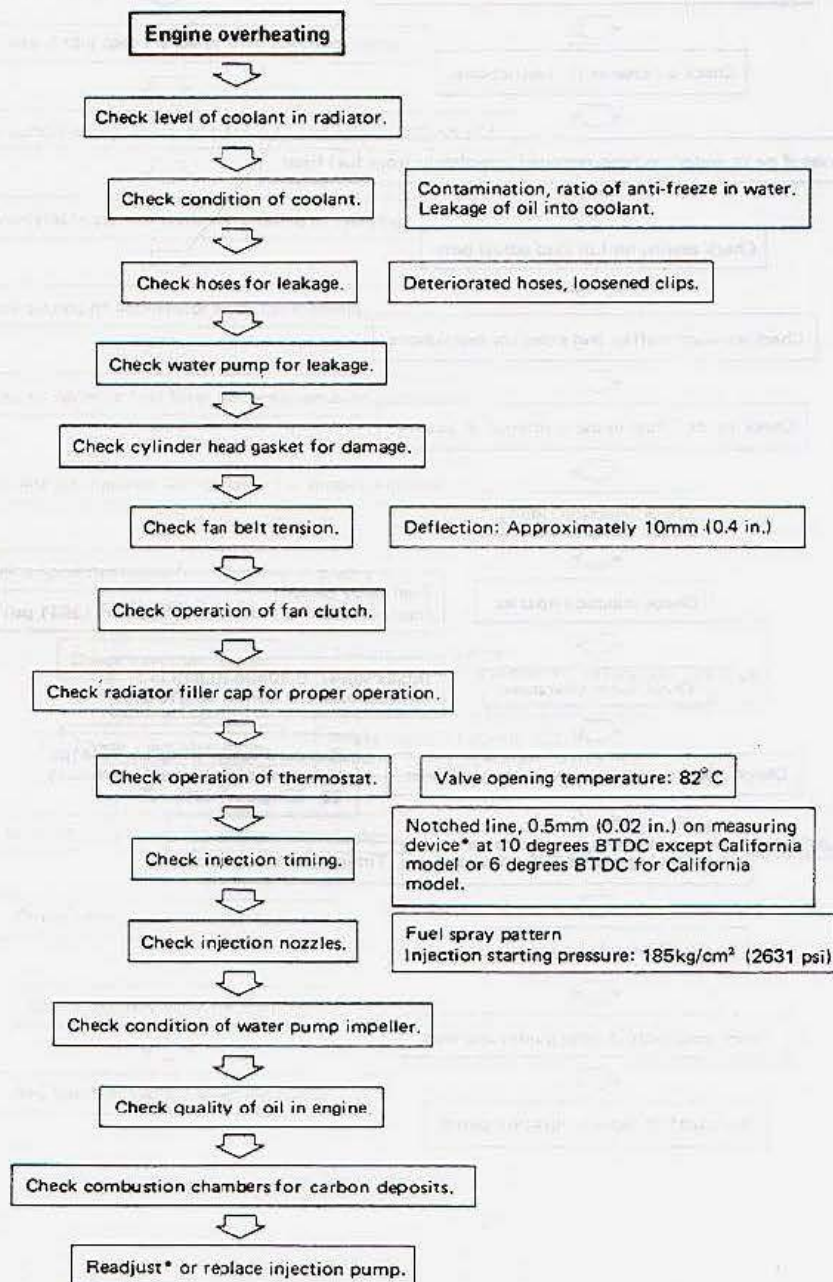 Engine overheating
Check level of coolant in radiator.
Check condition of coolant.
Contamination, ratio of anti-freeze in water.
Leakage of oil into coolant.
Check hoses for leakage.
Deteriorated hoses, loosened clips.
Check water pump for leakage.
Check cylinder head gasket for damage.
Check fan belt tension.
Deflection: Approximately 10mm (0.4 in.)
Check operation of fan clutch.
Check radiator filler cap for proper operation.
Check operation of thermostat.
Valve opening temperature: 82°C
Check injection timing.
Notched line, 0.5mm (0.02 in.) on measuring
device* at 10 degrees BTDC except California
model or 6 degrees BTDC for California
model.
Check injection nozzles.
Fuel spray pattern
Injection starting pressure: 185kg/cm² (2631 psi)
Check condition of water pump impeller.
Check quality of oil in engine
Check combustion chambers for carbon deposits.
Readjust* or replace injection pump.